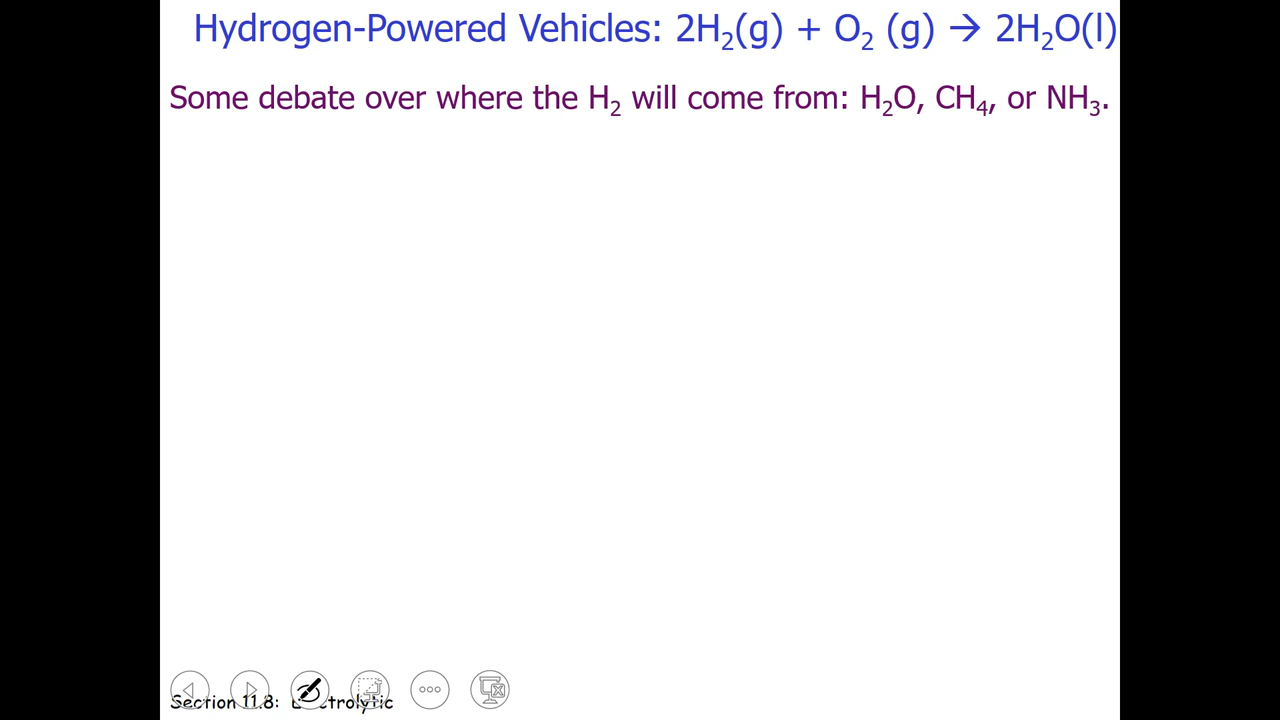 Hydrogen-Powered Vehicles: 2H₂(g) + O₂ (g) → 2H₂O(l)
Some debate over where the H₂ will come from: H₂O, CH₄, or NH₃.
Section 11.8: